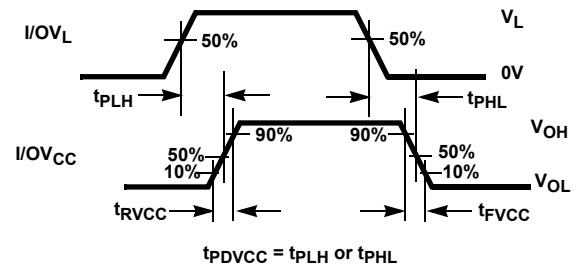 I/OVL
50%
50%
VL
0V
tPLH
tPHL
I/OVCC
90%
90%
VOH
50%
10%
50%
10%
VOL
tRVCC
tFVCC
tPDVCC = tPLH or tPHL